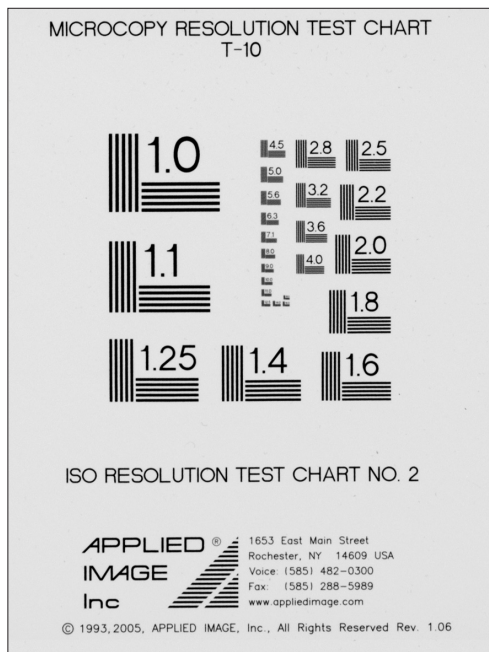 MICROCOPY RESOLUTION TEST CHART
T-10
1.0
1.1
1.25
1.4
1.6
1.8
2.0
2.2
2.5
2.8
3.2
3.6
4.0
4.5
5.0
5.6
6.3
7.1
8.0
9.0
ISO RESOLUTION TEST CHART NO. 2
APPLIED ®
IMAGE
Inc
1653 East Main Street
Rochester, NY 14609 USA
Voice: (585) 482-0300
Fax: (585) 288-5989
www.appliedimage.com
© 1993,2005, APPLIED IMAGE, Inc., All Rights Reserved Rev. 1.06